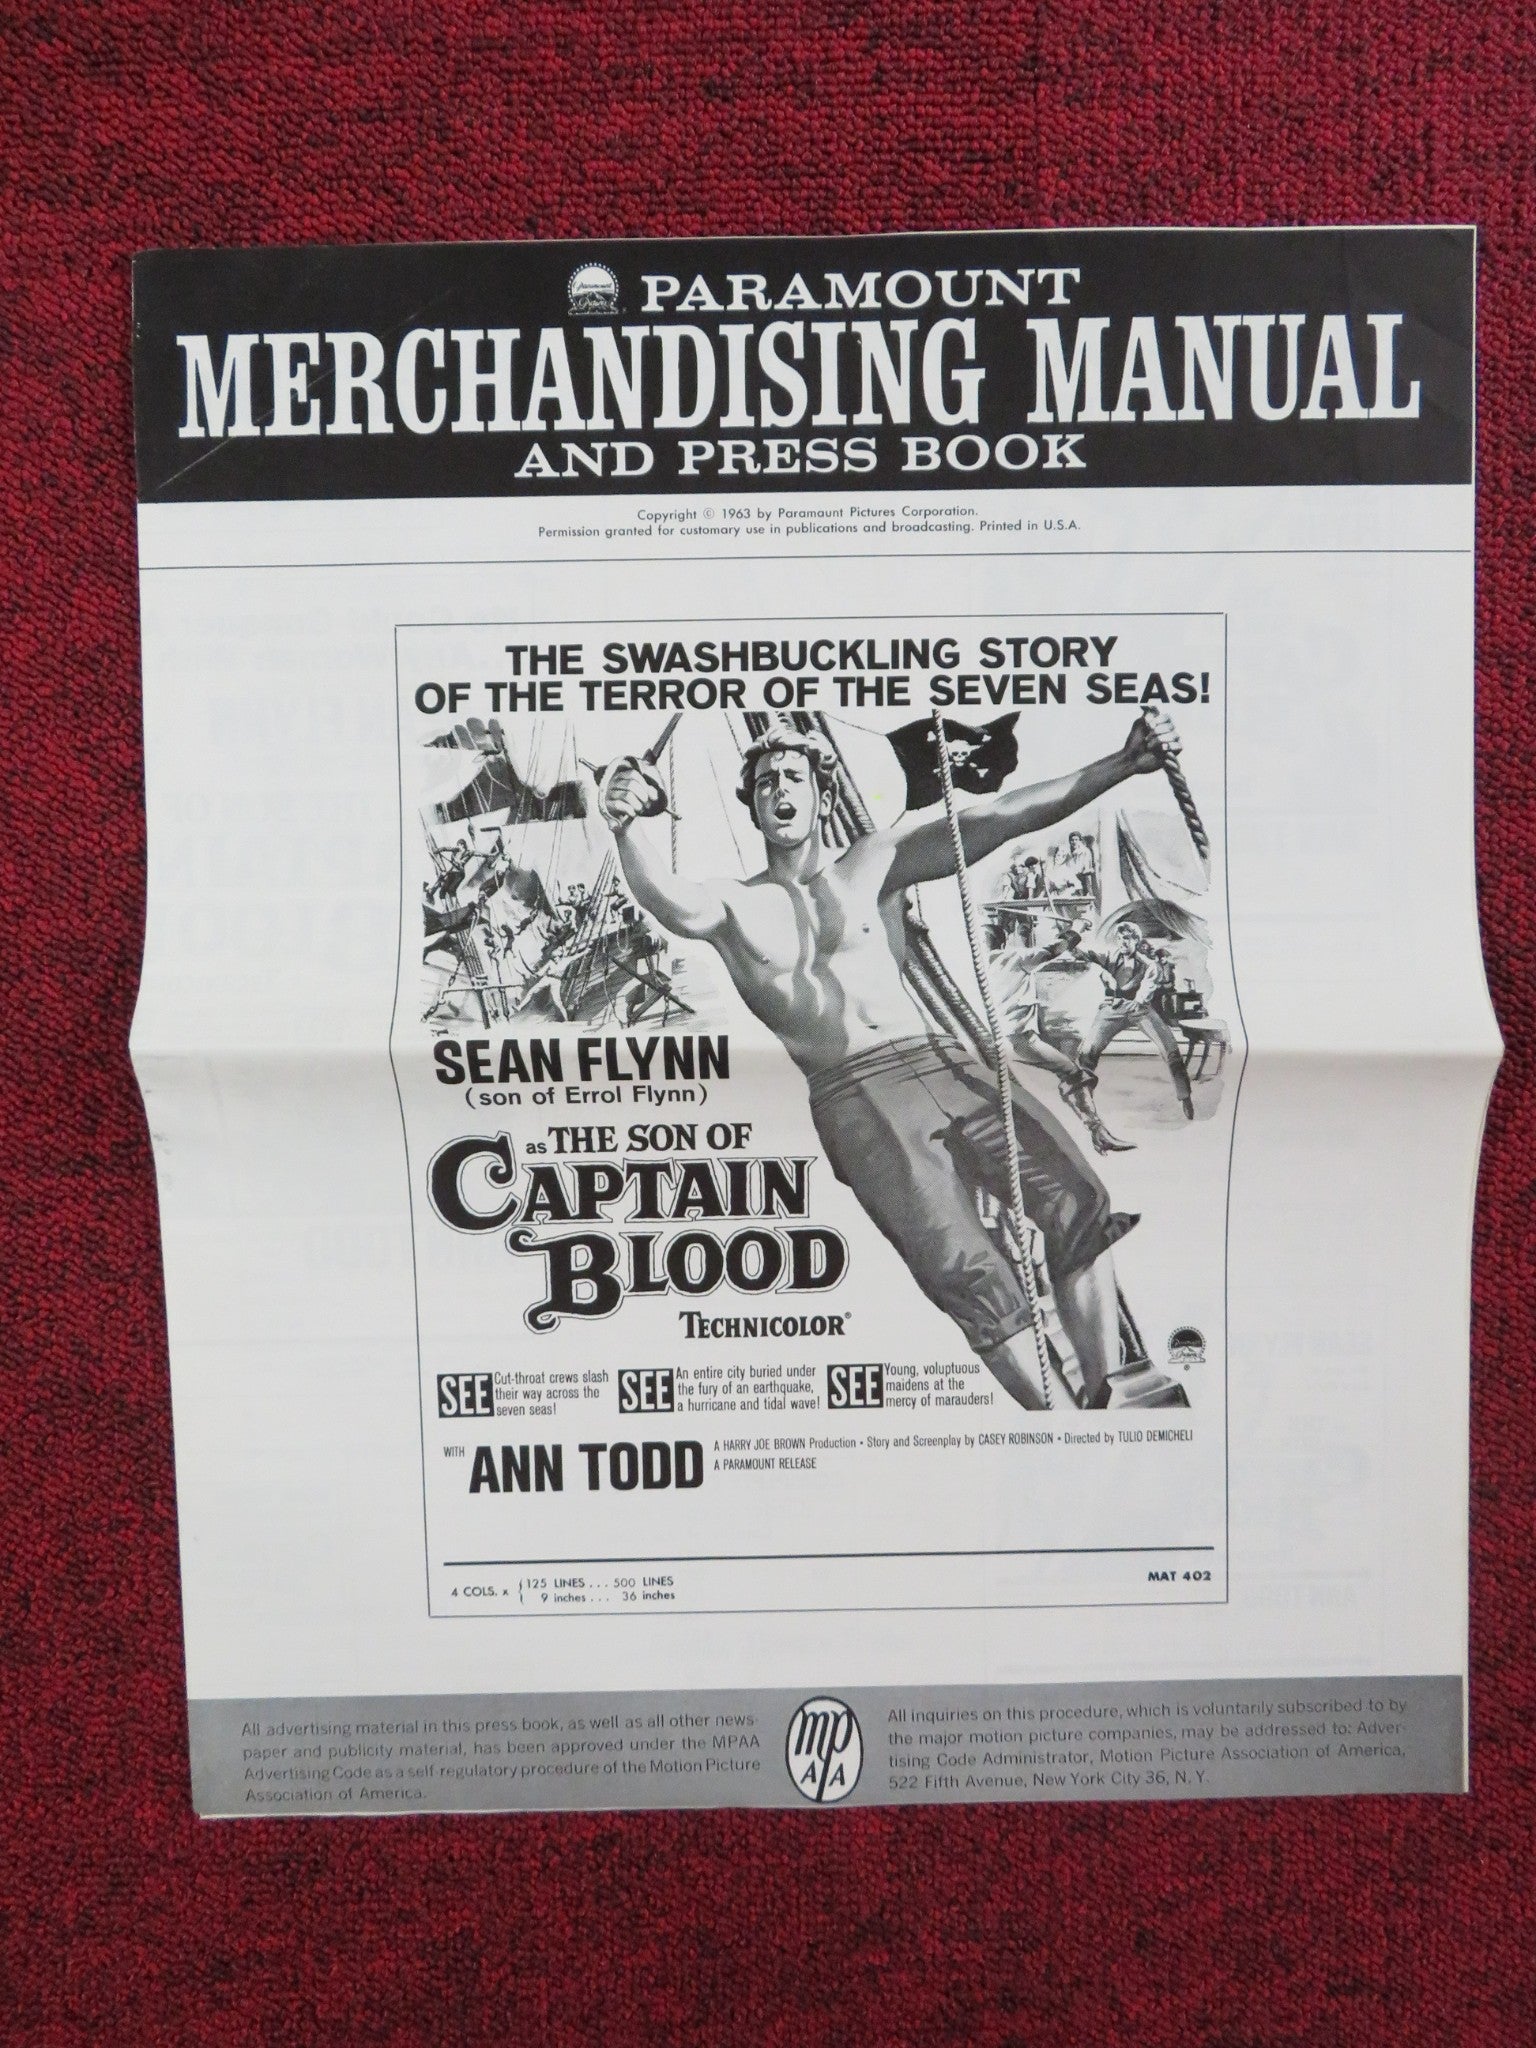 PARAMOUNT
MERCHANDISING MANUAL
AND PRESS BOOK
Copyright © 1963 by Paramount Pictures Corporation.
Permission granted for customary use in publications and broadcasting. Printed in U.S.A.
THE SWASHBUCKLING STORY
OF THE TERROR OF THE SEVEN SEAS!
SEAN FLYNN
(son of Errol Flynn)
as THE SON OF
CAPTAIN
BLOOD
TECHNICOLOR®
SEE Cut-throat crews slash
their way across the
seven seas!
SEE An entire city buried under
the fury of an earthquake,
a hurricane and tidal wave!
SEE Young, voluptuous
maidens at the
mercy of marauders!
WITH ANN TODD
A HARRY JOE BROWN Production • Story and Screenplay by CASEY ROBINSON • Directed by TULIO DEMICHELI
A PARAMOUNT RELEASE
4 COLS. x { 125 LINES . . . 500 LINES
9 inches . . . 36 inches
MAT 402
All advertising material in this press book, as well as all other news-
paper and publicity material, has been approved under the MPAA
Advertising Code as a self-regulatory procedure of the Motion Picture
Association of America.
MPAA
All inquiries on this procedure, which is voluntarily subscribed to by
the major motion picture companies, may be addressed to: Adver-
tising Code Administrator, Motion Picture Association of America,
522 Fifth Avenue, New York City 36, N. Y.